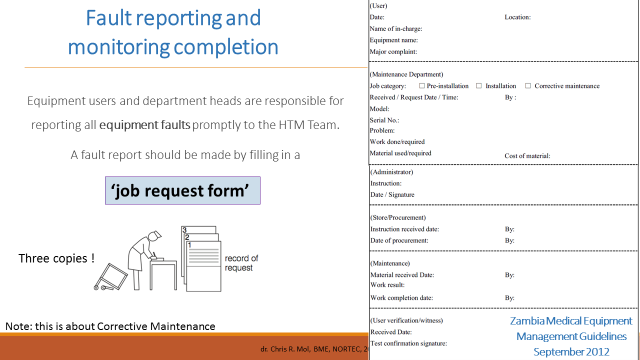 Fault reporting and
monitoring completion
Equipment users and department heads are responsible for
reporting all equipment faults promptly to the HTM Team.
A fault report should be made by filling in a
‘job request form’
Three copies !
3
2
1
record of
request
Note: this is about Corrective Maintenance
dr. Chris R. Mol, BME, NORTEC, 2
(User)
Date: Location:
Name of in-charge:
Equipment name:
Major complaint:
(Maintenance Department)
Job category: □ Pre-installation □ Installation □ Corrective maintenance
Received / Request Date / Time: By :
Model:
Serial No.:
Problem:
Work done/required
Material used/required Cost of material:
(Administrator)
Instruction:
Date / Signature
(Store/Procurement)
Instruction received date: By:
Date of procurement: By:
(Maintenance)
Material received Date: By:
Work result:
Work completion date: By:
(User verification/witness)
Received Date:
Test confirmation signature:
Zambia Medical Equipment
Management Guidelines
September 2012